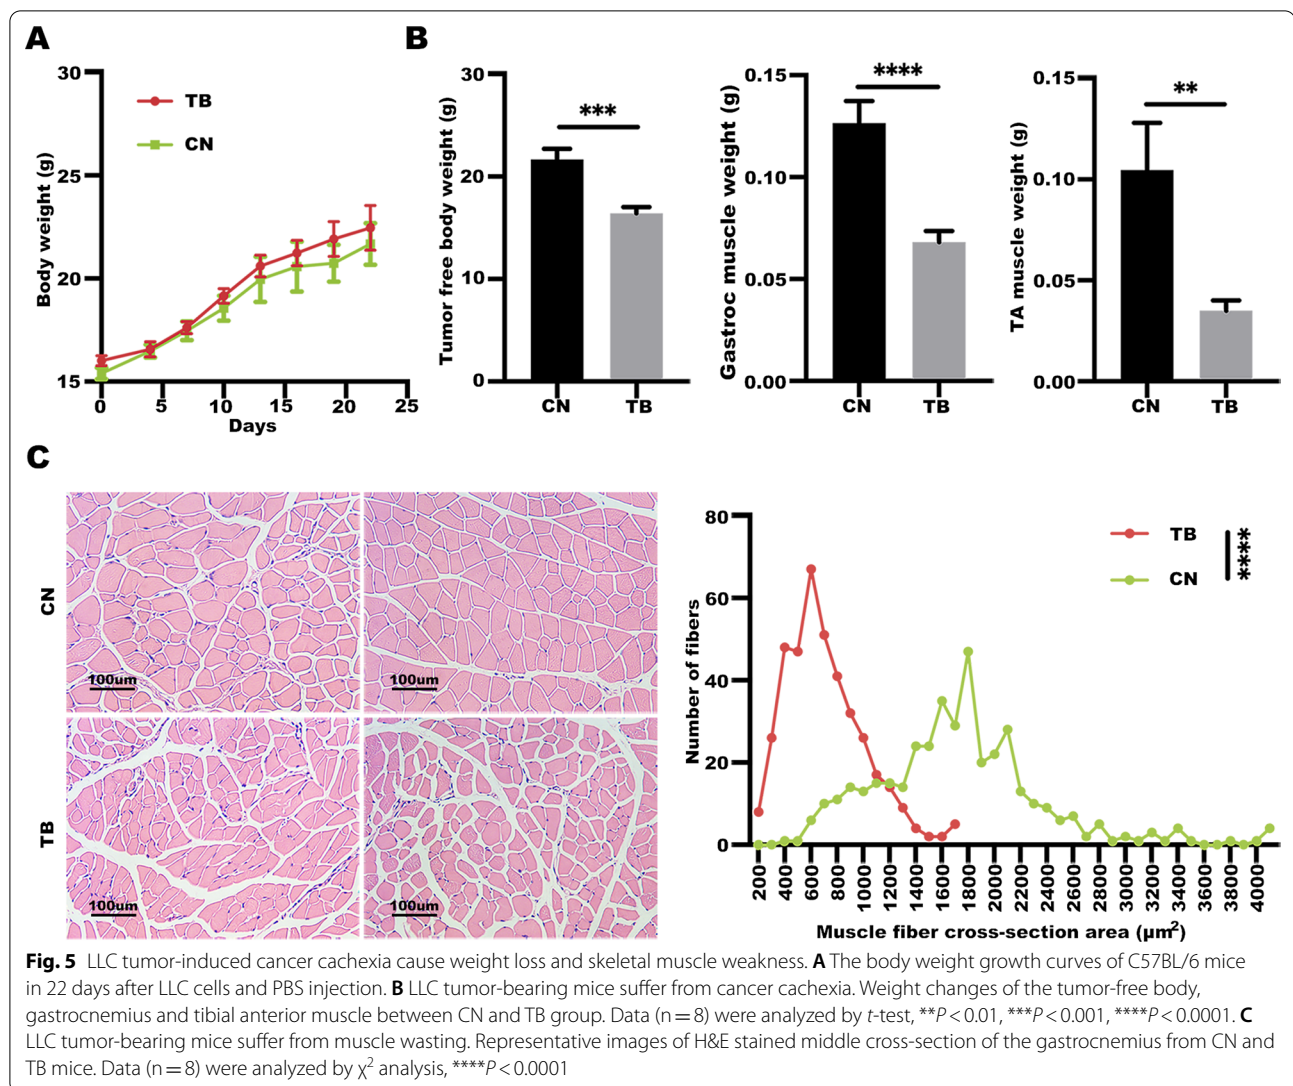 A
B
30
25
20
15
Body weight (g)
TB
CN
0
5
10
15
20
25
Days
30
20
10
0
Tumor free body weight (g)
***
CN
TB
0.15
0.10
0.05
0.00
Gastroc muscle weight (g)
****
CN
TB
0.15
0.10
0.05
0.00
TA muscle weight (g)
**
CN
TB
C
CN
100um
100um
TB
100um
100um
80
60
40
20
0
Number of fibers
TB
CN
****
200
400
600
800
1000
1200
1400
1600
1800
2000
2200
2400
2600
2800
3000
3200
3400
3600
3800
4000
Muscle fiber cross-section area (µm²)
Fig. 5 LLC tumor-induced cancer cachexia cause weight loss and skeletal muscle weakness. A The body weight growth curves of C57BL/6 mice
in 22 days after LLC cells and PBS injection. B LLC tumor-bearing mice suffer from cancer cachexia. Weight changes of the tumor-free body,
gastrocnemius and tibial anterior muscle between CN and TB group. Data (n = 8) were analyzed by t-test, **P < 0.01, ***P < 0.001, ****P < 0.0001. C
LLC tumor-bearing mice suffer from muscle wasting. Representative images of H&E stained middle cross-section of the gastrocnemius from CN and
TB mice. Data (n = 8) were analyzed by χ² analysis, ****P < 0.0001